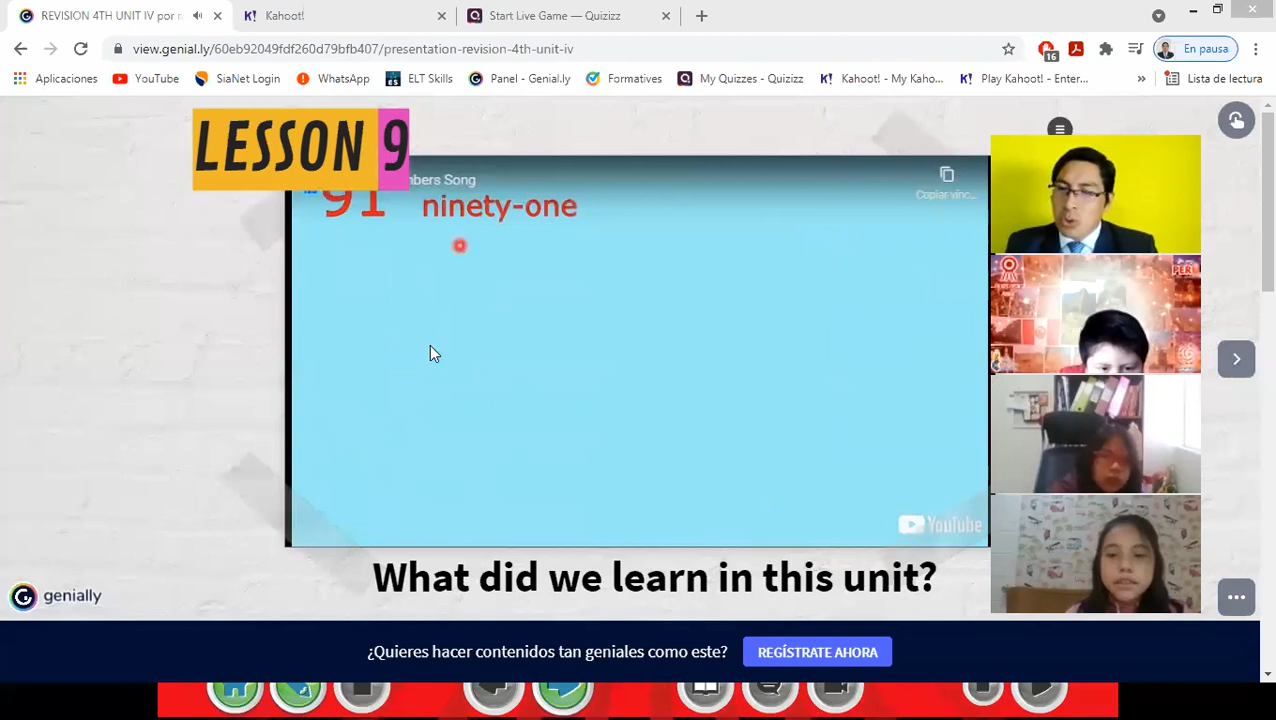 REVISION 4TH UNIT IV por n
Kahoot!
Start Live Game — Quizizz
view.genial.ly/60eb92049fdf260d79bfb407/presentation-revision-4th-unit-iv
16
En pausa
Aplicaciones
YouTube
SiaNet Login
WhatsApp
ES
ELT Skills
Panel - Genial.ly
Formatives
My Quizzes - Quizizz
Kahoot! - My Kaho...
Play Kahoot! - Enter...
»
Lista de lectura
LESSON 9
mbers Song
Copiar vínc...
91 ninety-one
PER
YouTube
What did we learn in this unit?
genially
¿Quieres hacer contenidos tan geniales como este?
REGÍSTRATE AHORA